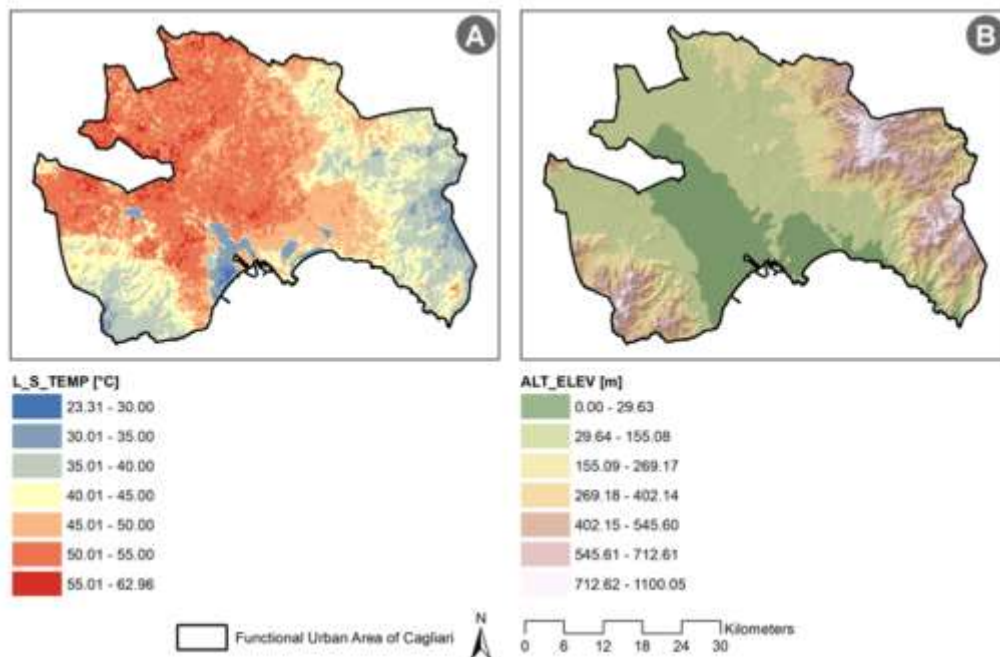 A
B
L_S_TEMP [°C]
23.31 - 30.00
30.01 - 35.00
35.01 - 40.00
40.01 - 45.00
45.01 - 50.00
50.01 - 55.00
55.01 - 62.96
ALT_ELEV [m]
0.00 - 29.63
29.64 - 155.08
155.09 - 269.17
269.18 - 402.14
402.15 - 545.60
545.61 - 712.61
712.62 - 1100.05
Functional Urban Area of Cagliari
N
Kilometers
0 6 12 18 24 30